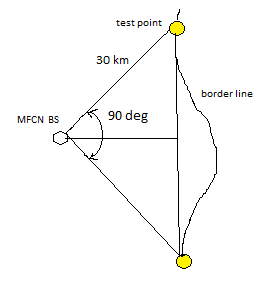 test point
30 km
border line
MFCN BS
90 deg